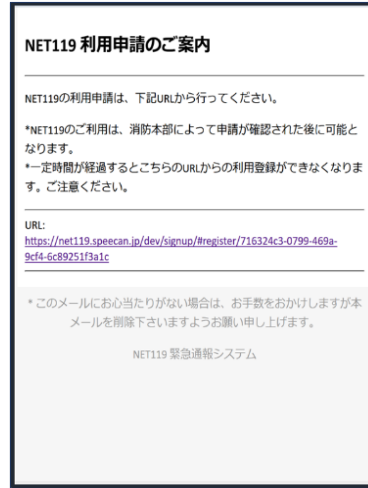 NET119 利用申請のご案内
NET119の利用申請は、下記URLから行ってください。
*NET119のご利用は、消防本部によって申請が確認された後に可能と
なります。
*一定時間が経過するとこちらのURLからの利用登録ができなくなりま
す。ご注意ください。
URL:
https://net119.speecan.jp/dev/signup/#register/716324c3-0799-469a-
9cf4-6c89251f3a1c
* このメールにお心当たりがない場合は、お手数をおかけしますが本
メールを削除下さいますようお願い申し上げます。
NET119 緊急通報システム